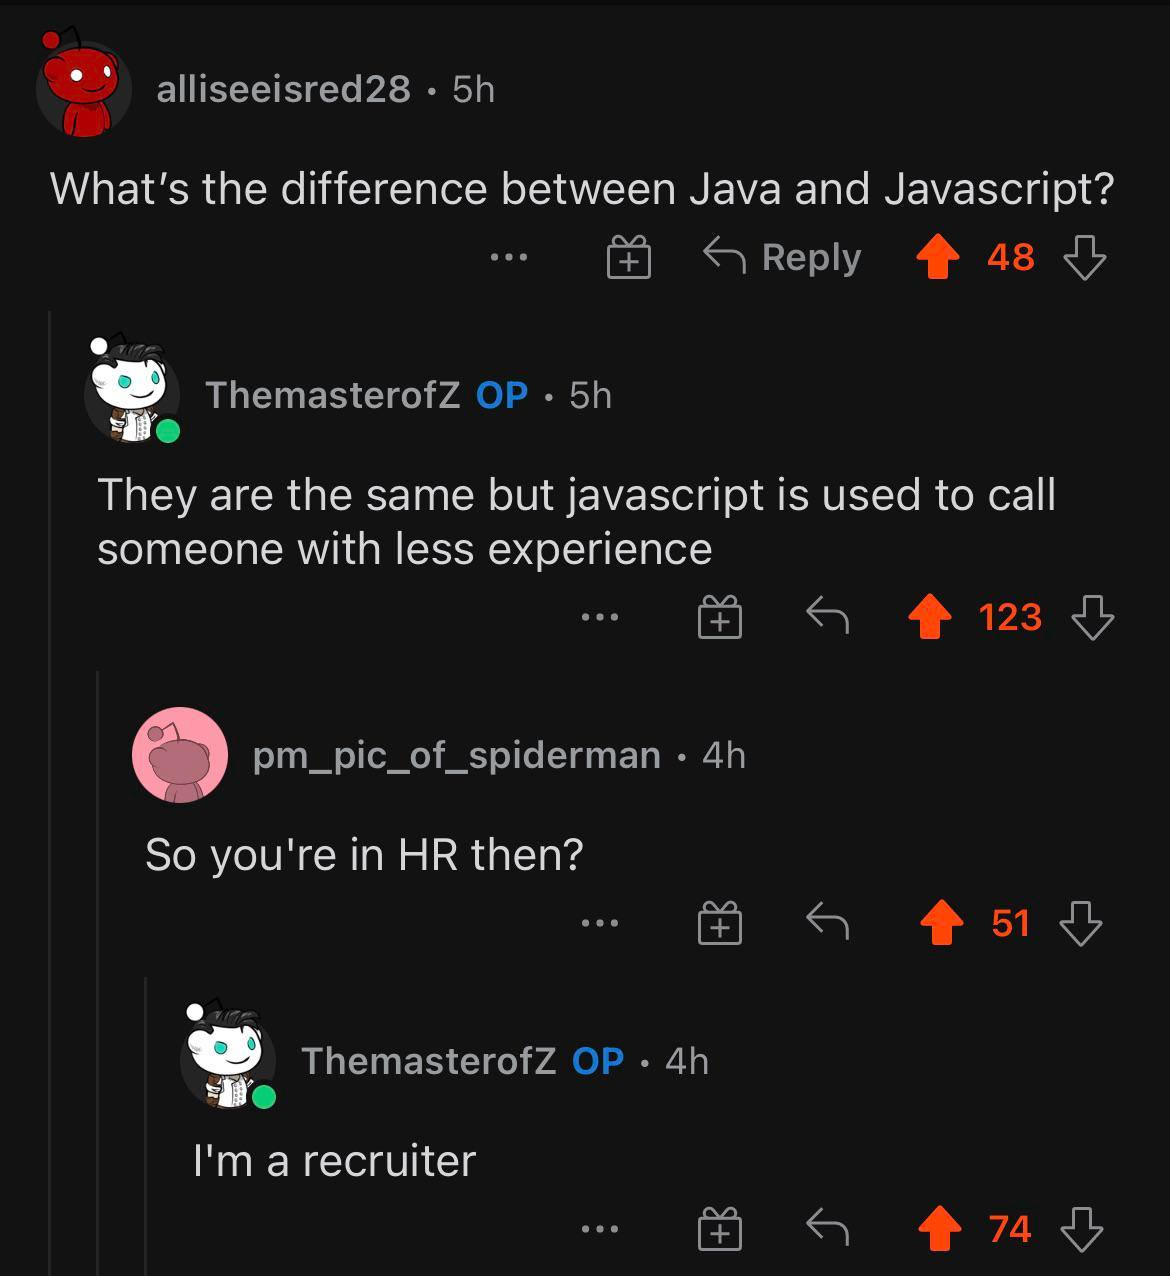 alliseeisred28 · 5h
What’s the difference between Java and Javascript?
Reply 48
ThemasterofZ OP · 5h
They are the same but javascript is used to call
someone with less experience
123
pm_pic_of_spiderman · 4h
So you're in HR then?
51
ThemasterofZ OP · 4h
I'm a recruiter
74